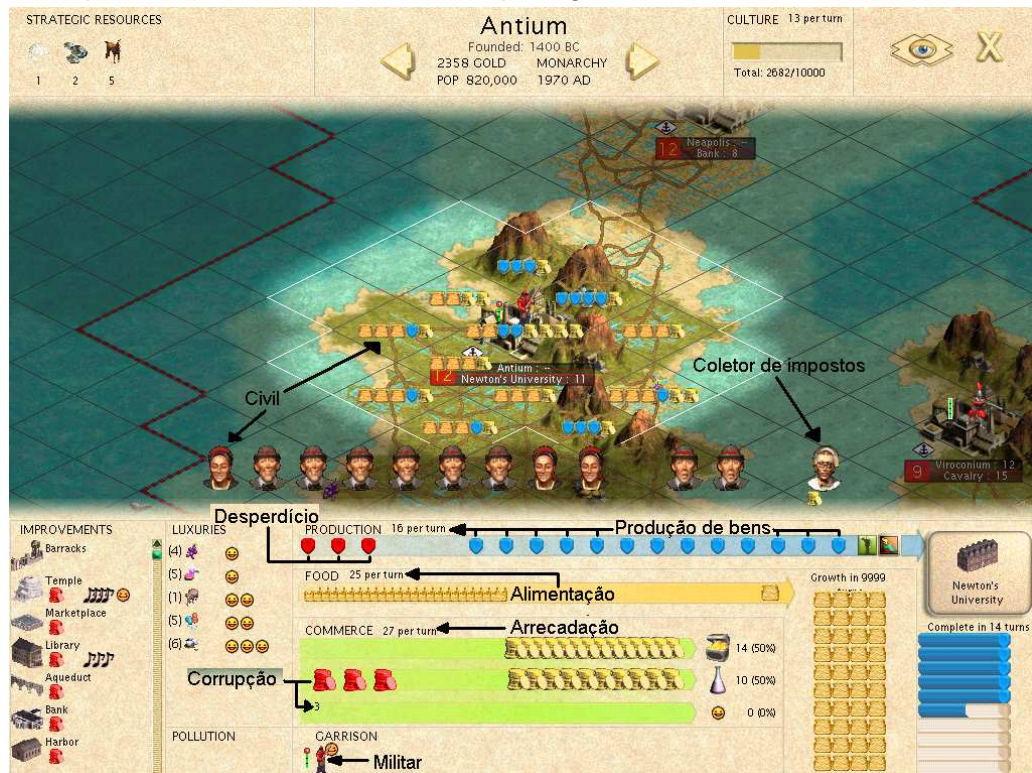 STRATEGIC RESOURCES
1 2 5
Antium
Founded: 1400 BC
2358 GOLD MONARCHY
POP 820,000 1970 AD
CULTURE 13 per turn
Total: 2682/10000
X
Neapolis : --
12 Bank : 8
Coletor de impostos
Antium : --
12 Newton's University : 11
Civil
Viroconium : 12
9 Cavalry : 15
IMPROVEMENTS
Barracks
Temple
Marketplace
Library
Aqueduct
Bank
Harbor
LUXURIES
(4)
(5)
(1)
(5)
(6)
POLLUTION
Desperdício
PRODUCTION 16 per turn
Produção de bens
FOOD 25 per turn
Alimentação
COMMERCE 27 per turn
Arrecadação
14 (50%)
Corrupção
10 (50%)
3
0 (0%)
GARRISON
Militar
Growth in 9999
Newton's
University
Complete in 14 turns